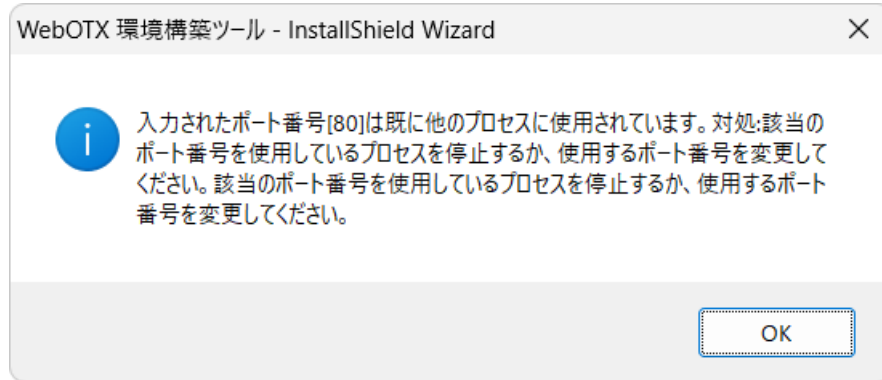 WebOTX 環境構築ツール - InstallShield Wizard
入力されたポート番号[80]は既に他のプロセスに使用されています。対処:該当の
ポート番号を使用しているプロセスを停止するか、使用するポート番号を変更して
ください。該当のポート番号を使用しているプロセスを停止するか、使用するポート
番号を変更してください。
OK